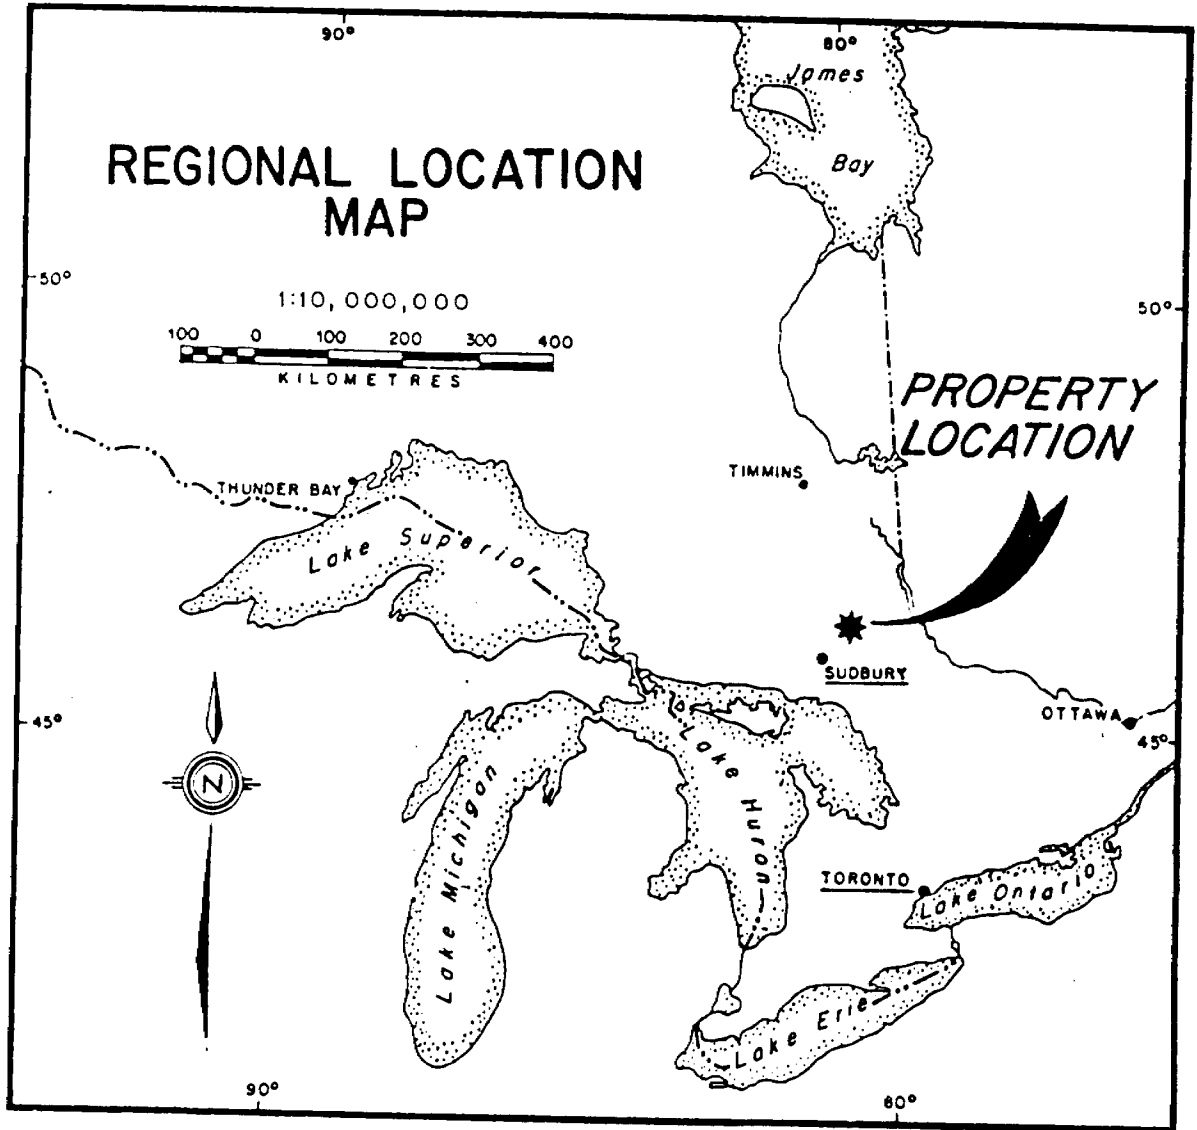 90°
80°
James
Bay
REGIONAL LOCATION
MAP
50°
1:10,000,000
50°
100 0 100 200 300 400
KILOMETRES
PROPERTY
LOCATION
TIMMINS
THUNDER BAY
Lake Superior
SUDBURY
OTTAWA
45°
45°
Lake Huron
Lake Michigan
N
TORONTO
Lake Ontario
Lake Erie
90°
80°